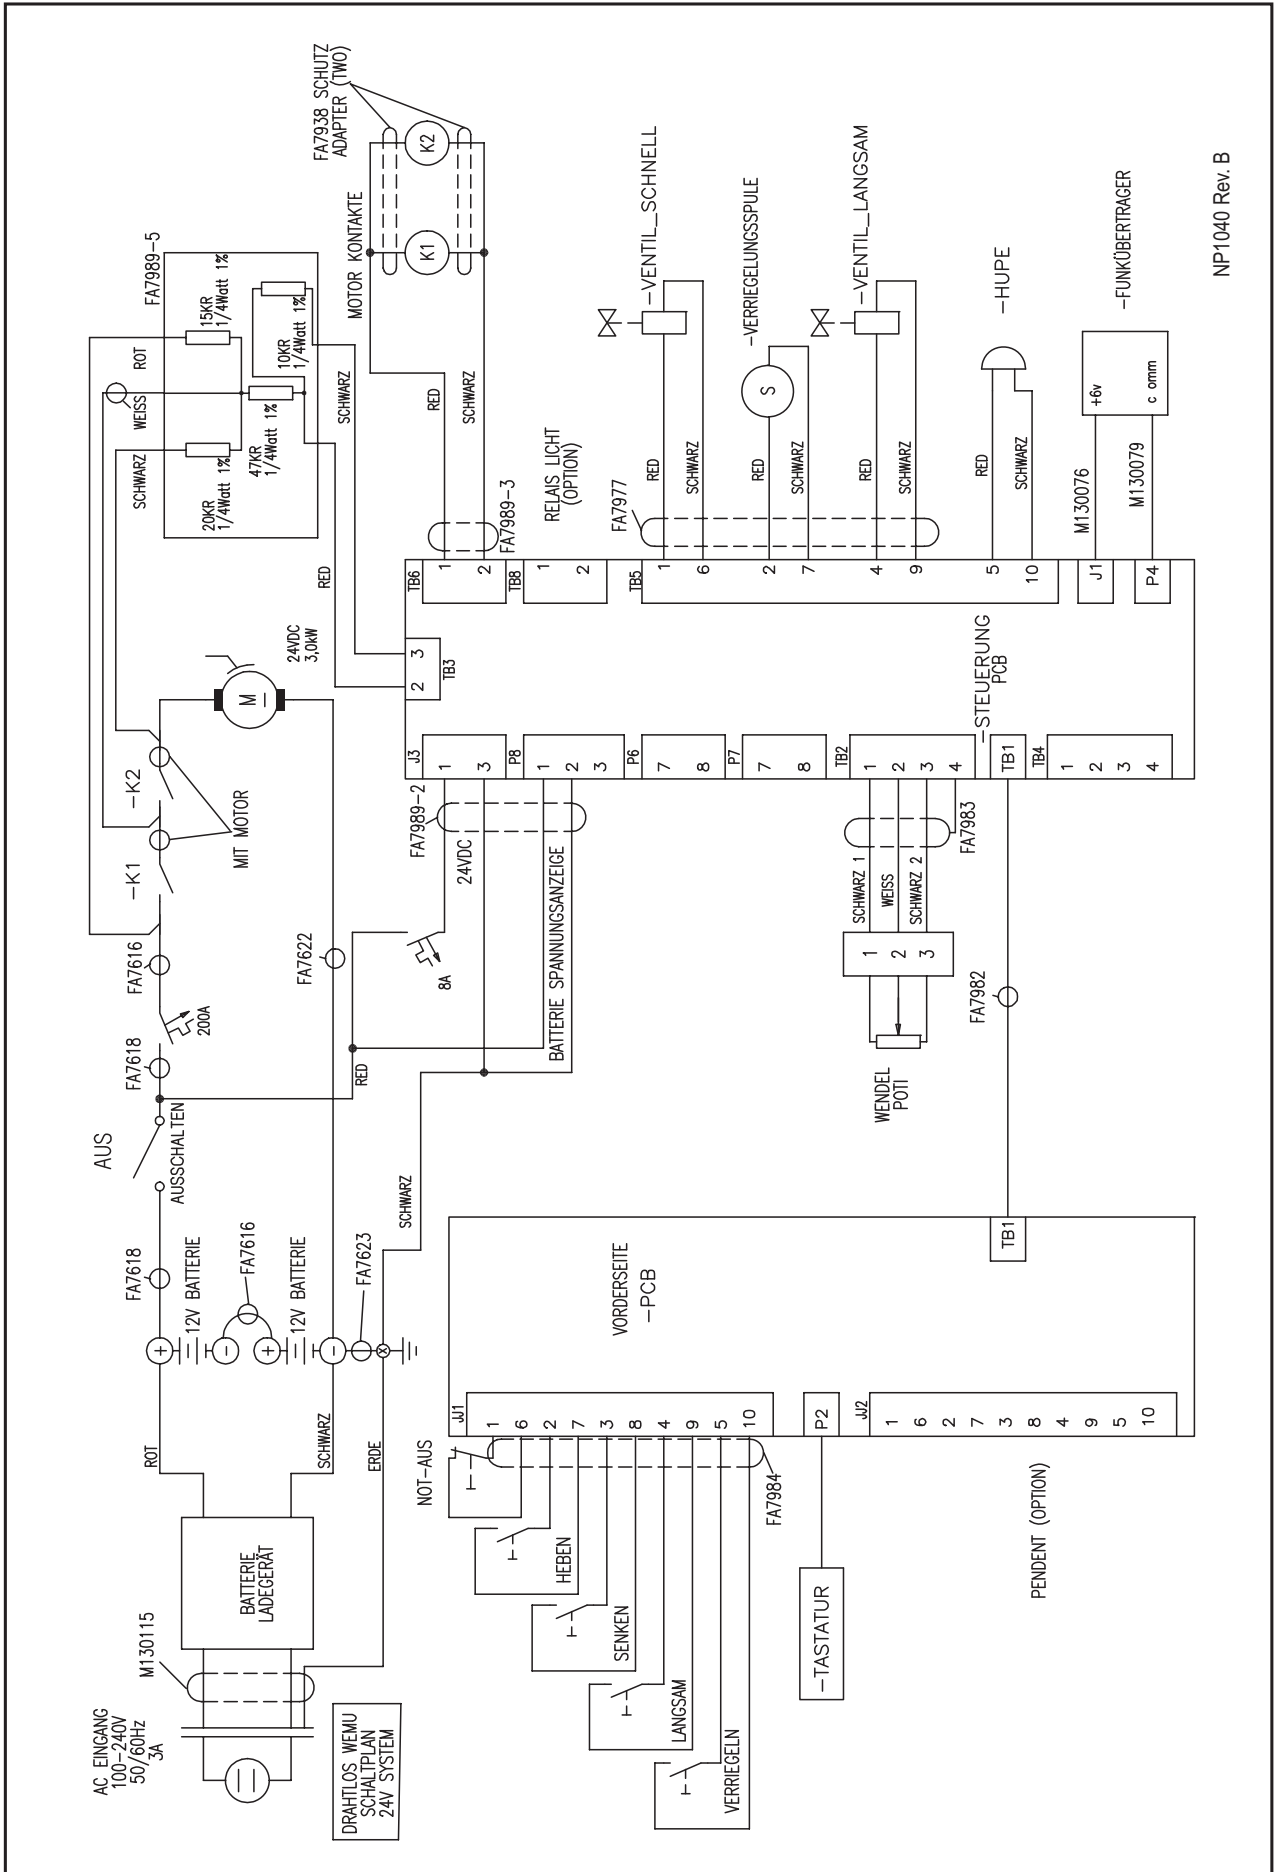 AC EINGANG
100-240V
50/60Hz
3A
M130115
BATTERIE
LADEGERÄT
DRAHTLOS WEMU
SCHALTPLAN
24V SYSTEM
ROT
SCHWARZ
ERDE
+
12V BATTERIE
-
FA7616
+
12V BATTERIE
-
FA7623
x
FA7618
AUS
AUSSCHALTEN
FA7618
200A
FA7616
-K1
-K2
MIT MOTOR
FA7622
M
24VDC
3,0kW
SCHWARZ
WEISS
ROT
FA7989-5
20KR
1/4Watt 1%
15KR
1/4Watt 1%
47KR
1/4Watt 1%
10KR
1/4Watt 1%
RED
SCHWARZ
FA7938 SCHUTZ
ADAPTER (TWO)
MOTOR KONTAKTE
K1
K2
RED
SCHWARZ
RED
SCHWARZ
8A
24VDC
FA7989-2
BATTERIE SPANNUNGSANZEIGE
J3
1
3
P8
1
2
3
P6
7
8
P7
7
8
TB2
1
2
3
4
TB1
TB4
1
2
3
4
-STEUERUNG
PCB
TB3
2
3
TB6
1
2
TB8
1
2
TB5
1
6
2
7
4
9
5
10
J1
P4
FA7989-3
RELAIS LICHT
(OPTION)
FA7977
RED
SCHWARZ
-VENTIL_SCHNELL
RED
SCHWARZ
S
-VERRIEGELUNGSSPULE
RED
SCHWARZ
-VENTIL_LANGSAM
RED
SCHWARZ
-HUPE
M130076
M130079
+6v
c omm
-FUNKÜBERTRAGER
WENDEL
POTI
1
2
3
SCHWARZ 1
WEISS
SCHWARZ 2
FA7983
FA7982
VORDERSEITE
-PCB
TB1
JJ1
1
6
2
7
3
8
4
9
5
10
P2
JJ2
1
6
2
7
3
8
4
9
5
10
NOT-AUS
HEBEN
SENKEN
LANGSAM
VERRIEGELN
FA7984
-TASTATUR
PENDENT (OPTION)
NP1040 Rev. B